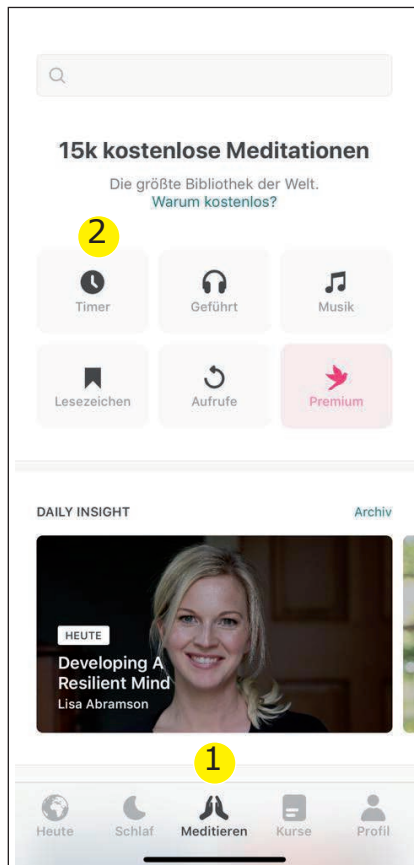 15k kostenlose Meditationen
Die größte Bibliothek der Welt.
Warum kostenlos?
2
Timer
Geführt
Musik
Lesezeichen
Aufrufe
Premium
DAILY INSIGHT
Archiv
HEUTE
Developing A
Resilient Mind
Lisa Abramson
1
Heute
Schlaf
Meditieren
Kurse
Profil